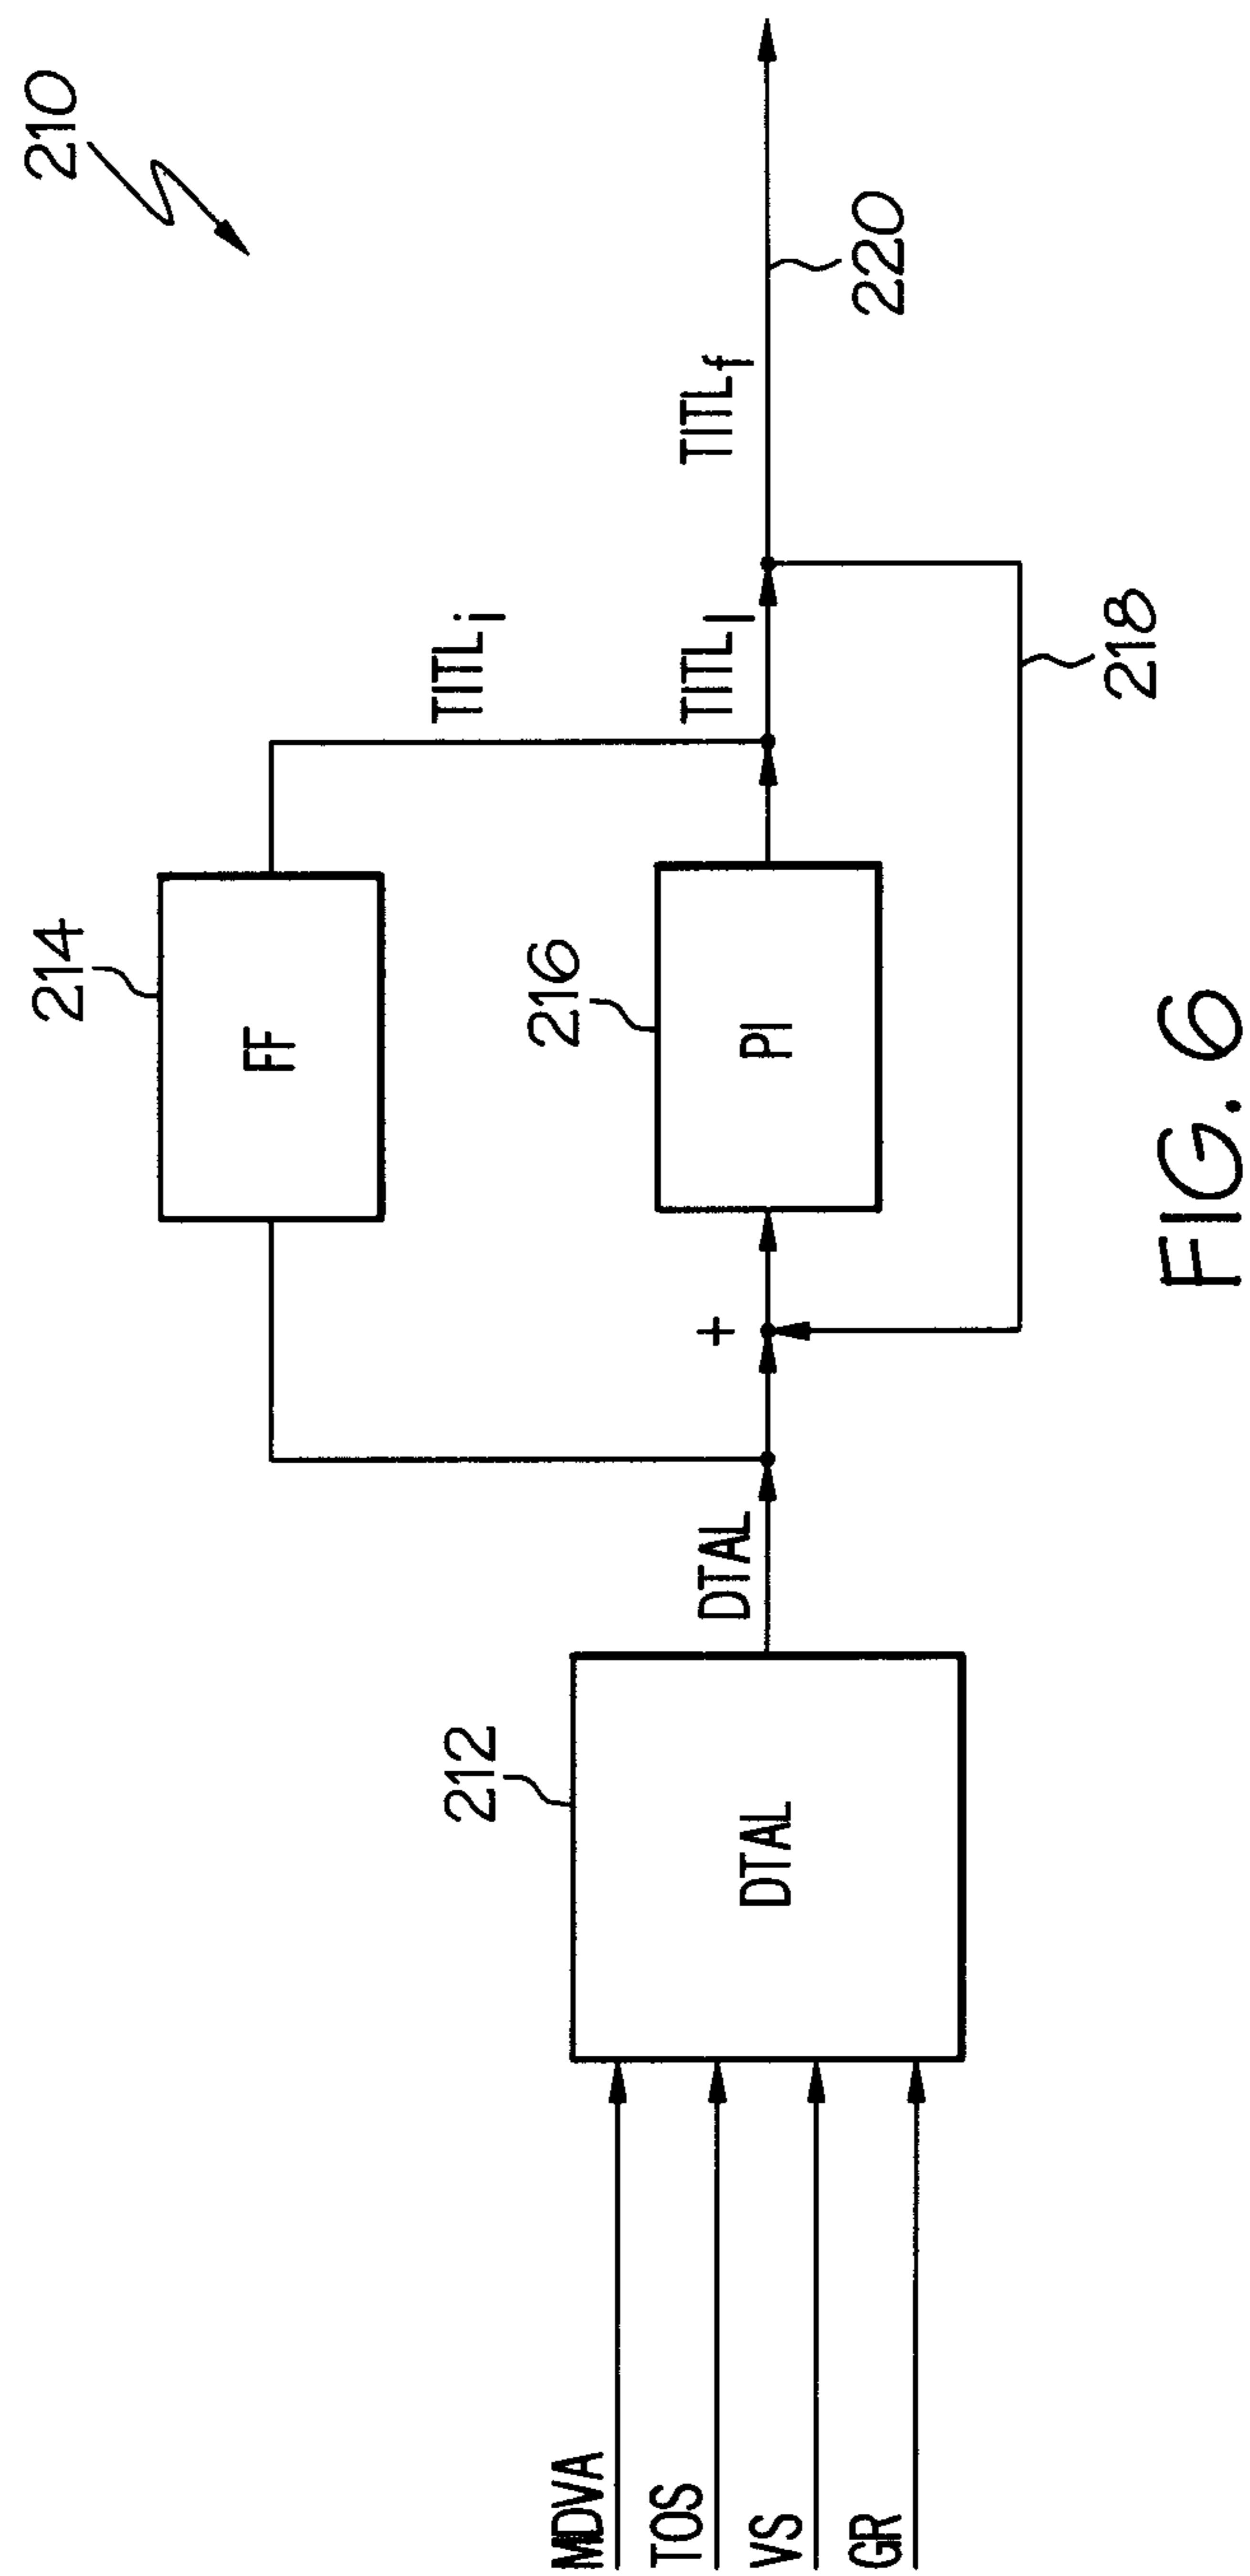 210
214
FF
TITLi
212
216
MDVA
TOS
VS
GR
DTAL
DTAL
+
PI
TITLI
TITLf
220
218
FIG. 6